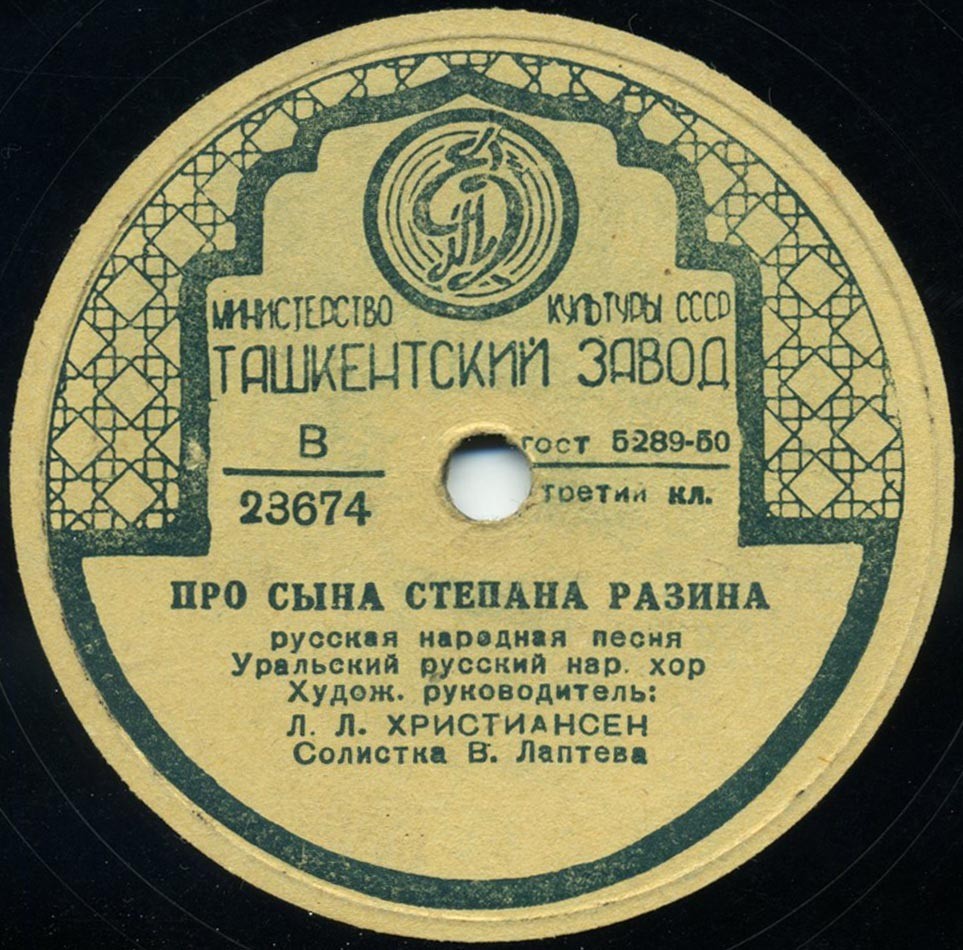 МИНИСТЕРСТВО КУЛЬТУРЫ СССР
ТАШКЕНТСКИЙ ЗАВОД
В
23674
гост 5289-50
третий кл.
ПРО СЫНА СТЕПАНА РАЗИНА
русская народная песня
Уральский русский нар. хор
Худож. руководитель:
Л. Л. ХРИСТИАНСЕН
Солистка В. Лаптева